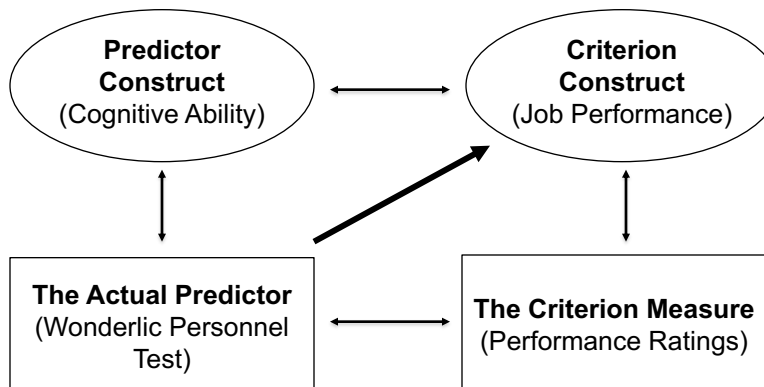 Predictor
Construct
(Cognitive Ability)
Criterion
Construct
(Job Performance)
The Actual Predictor
(Wonderlic Personnel
Test)
The Criterion Measure
(Performance Ratings)